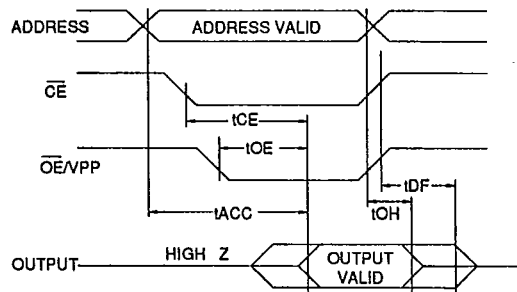 ADDRESS
ADDRESS VALID
CE
tCE
tOE
OE/VPP
tDF
tOH
tACC
HIGH Z
OUTPUT
OUTPUT
VALID